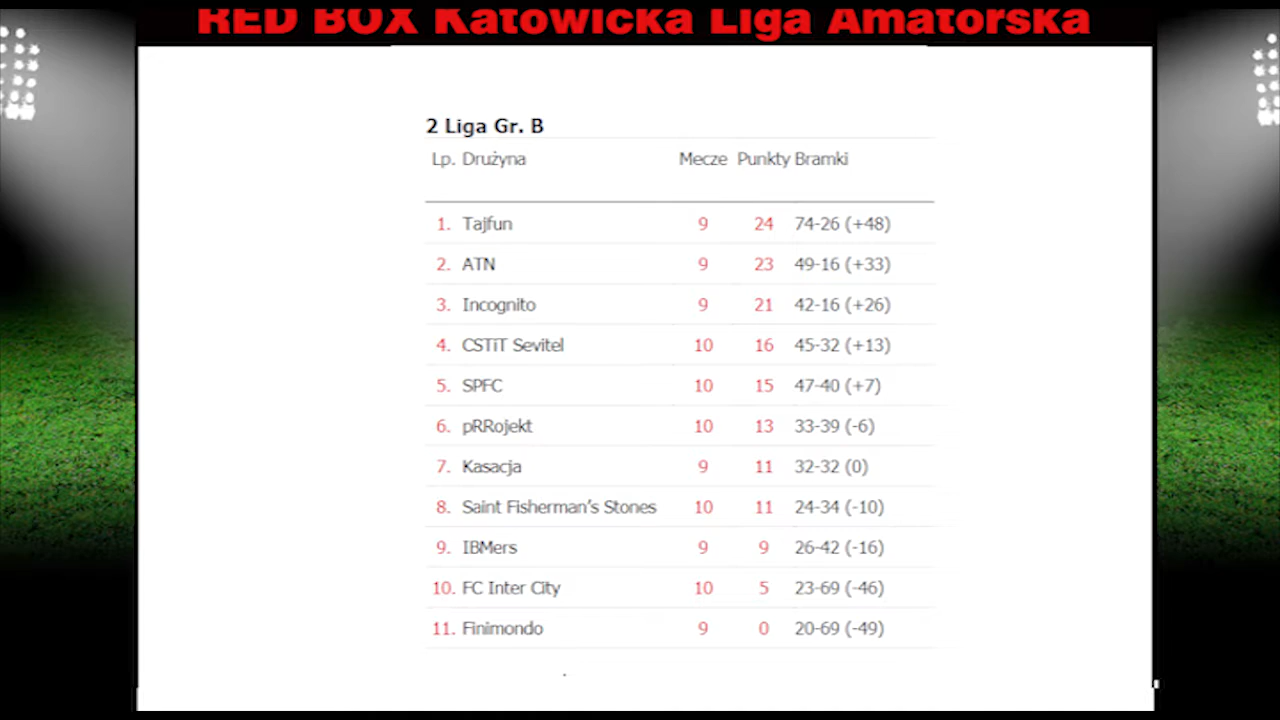 RED BOX Katowicka Liga Amatorska
2 Liga Gr. B
Lp. Drużyna Mecze Punkty Bramki
1. Tajfun 9 24 74-26 (+48)
2. ATN 9 23 49-16 (+33)
3. Incognito 9 21 42-16 (+26)
4. CSTiT Sevitel 10 16 45-32 (+13)
5. SPFC 10 15 47-40 (+7)
6. pRRojekt 10 13 33-39 (-6)
7. Kasacja 9 11 32-32 (0)
8. Saint Fisherman's Stones 10 11 24-34 (-10)
9. IBMers 9 9 26-42 (-16)
10. FC Inter City 10 5 23-69 (-46)
11. Finimondo 9 0 20-69 (-49)